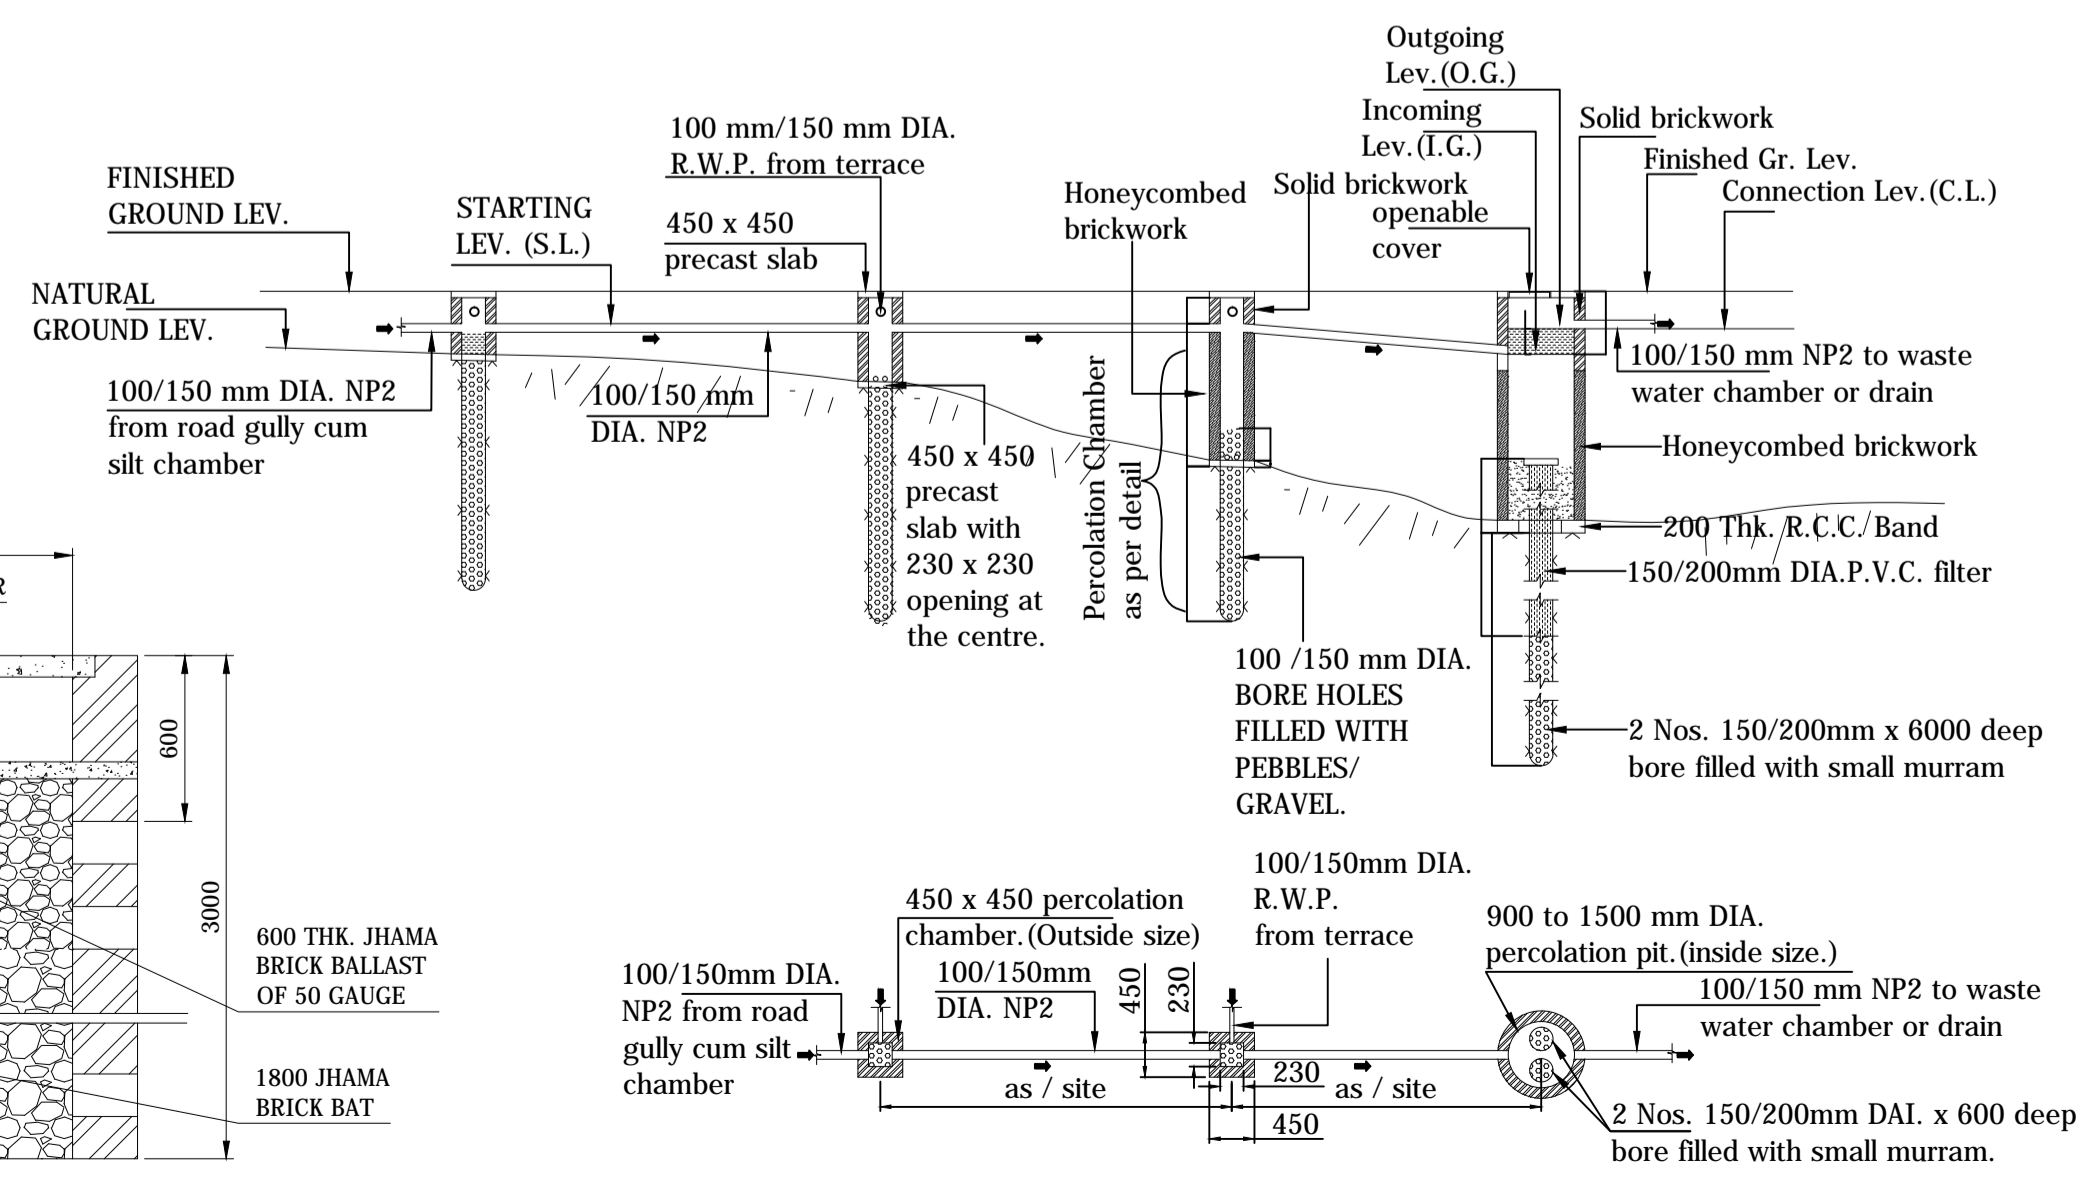 Outgoing
Lev.(O.G.)
Incoming
Lev.(I.G.)
Solid brickwork
Finished Gr. Lev.
Connection Lev.(C.L.)
100 mm/150 mm DIA.
R.W.P. from terrace
FINISHED
GROUND LEV.
STARTING
LEV. (S.L.)
450 x 450
precast slab
Honeycombed
brickwork
Solid brickwork
openable
cover
NATURAL
GROUND LEV.
100/150 mm DIA. NP2
from road gully cum
silt chamber
100/150 mm
DIA. NP2
450 x 450
precast
slab with
230 x 230
opening at
the centre.
Percolation Chamber
as per detail
100/150 mm NP2 to waste
water chamber or drain
Honeycombed brickwork
200 Thk. R.C.C. Band
150/200mm DIA.P.V.C. filter
100 /150 mm DIA.
BORE HOLES
FILLED WITH
PEBBLES/
GRAVEL.
2 Nos. 150/200mm x 6000 deep
bore filled with small murram
R
600
3000
600 THK. JHAMA
BRICK BALLAST
OF 50 GAUGE
1800 JHAMA
BRICK BAT
100/150mm DIA.
NP2 from road
gully cum silt
chamber
450 x 450 percolation
chamber.(Outside size)
100/150mm
DIA. NP2
450
230
100/150mm DIA.
R.W.P.
from terrace
900 to 1500 mm DIA.
percolation pit.(inside size.)
100/150 mm NP2 to waste
water chamber or drain
230
as / site
as / site
450
2 Nos. 150/200mm DAI. x 600 deep
bore filled with small murram.